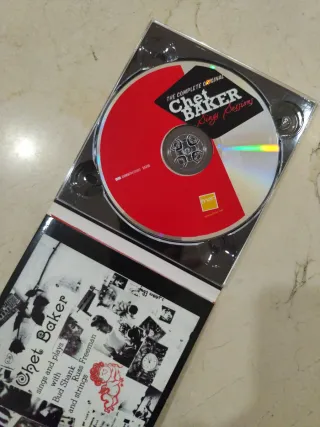 THE COMPLETE ORIGINAL
Chet
BAKER
Sings Sessions
fnac
Chet Baker
sings and plays
with
Bud Shank
Russ Freeman
and strings